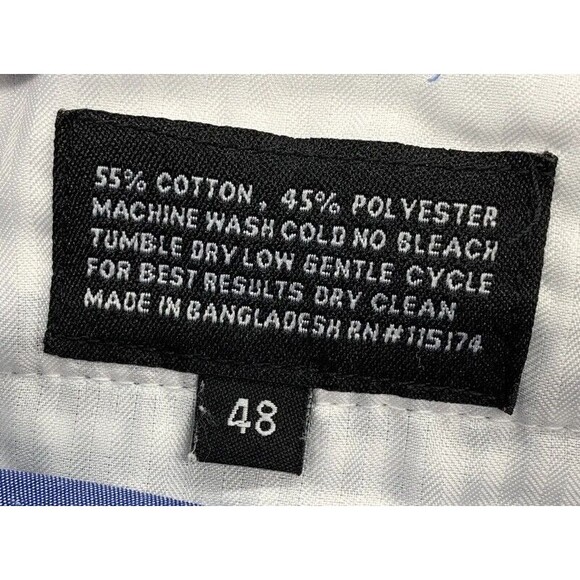 55% COTTON, 45% POLYESTER
MACHINE WASH COLD NO BLEACH
TUMBLE DRY LOW GENTLE CYCLE
FOR BEST RESULTS DRY CLEAN
MADE IN BANGLADESH RN#115174
48